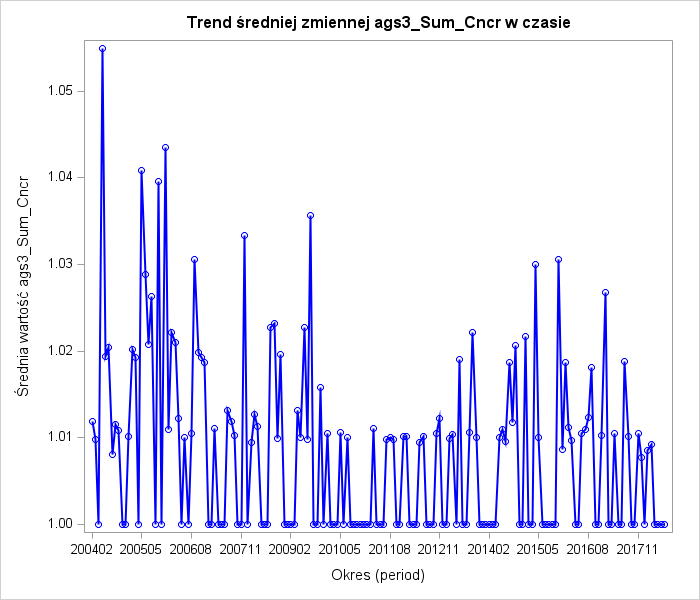 Trend średniej zmiennej ags3_Sum_Cncr w czasie
Średnia wartość ags3_Sum_Cncr
1.05
1.04
1.03
1.02
1.01
1.00
200402 200505 200608 200711 200902 201005 201108 201211 201402 201505 201608 201711
Okres (period)